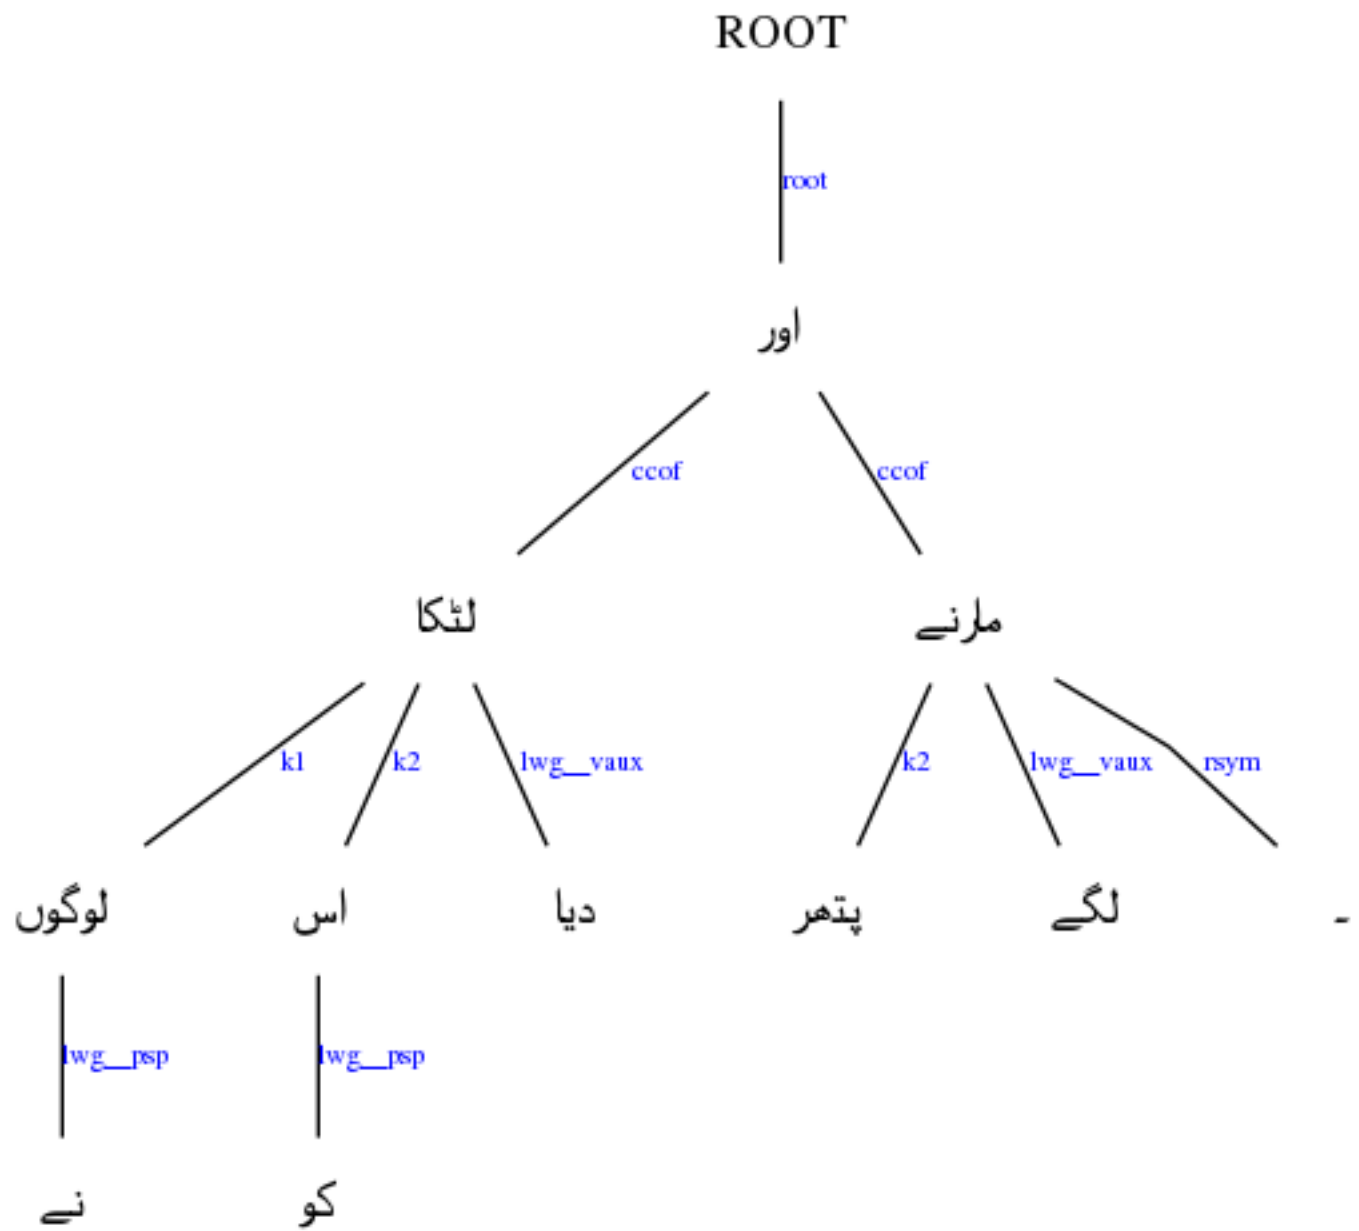 ROOT
root
اور
ccof ccof
لٹکا مارنے
k1 k2 lwg__vaux k2 lwg__vaux rsym
لوگوں اس دیا پتھر لگے ۔
lwg__psp lwg__psp
نے کو